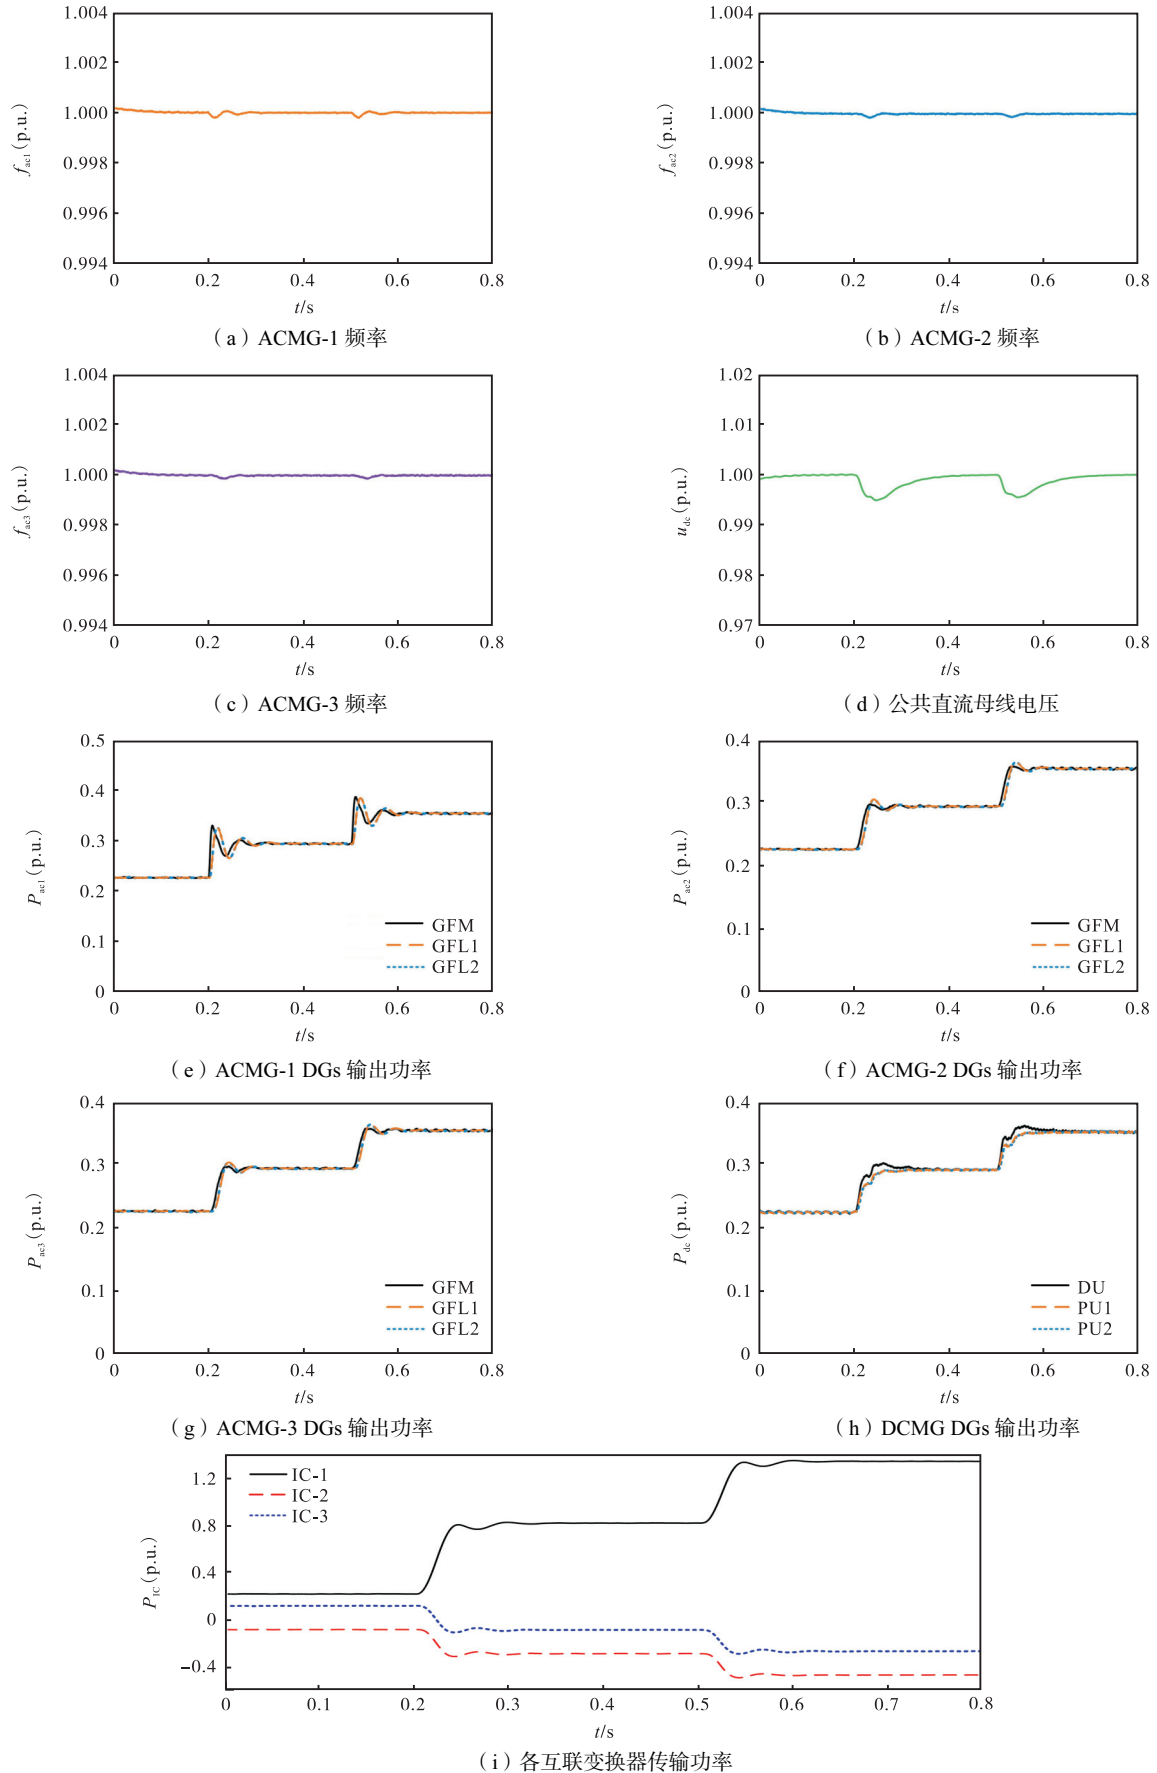 1.004
1.002
1.000
0.998
0.996
0.994
0 0.2 0.4 0.6 0.8
f ac1 (p.u.)
t/s
(a) ACMG-1 频率
1.004
1.002
1.000
0.998
0.996
0.994
0 0.2 0.4 0.6 0.8
f ac2 (p.u.)
t/s
(b) ACMG-2 频率
1.004
1.002
1.000
0.998
0.996
0.994
0 0.2 0.4 0.6 0.8
f ac3 (p.u.)
t/s
(c) ACMG-3 频率
1.02
1.01
1.00
0.99
0.98
0.97
0 0.2 0.4 0.6 0.8
u dc (p.u.)
t/s
(d) 公共直流母线电压
0.5
0.4
0.3
0.2
0.1
0
0 0.2 0.4 0.6 0.8
P ac1 (p.u.)
GFM
GFL1
GFL2
t/s
(e) ACMG-1 DGs 输出功率
0.4
0.3
0.2
0.1
0
0 0.2 0.4 0.6 0.8
P ac2 (p.u.)
GFM
GFL1
GFL2
t/s
(f) ACMG-2 DGs 输出功率
0.4
0.3
0.2
0.1
0
0 0.2 0.4 0.6 0.8
P ac3 (p.u.)
GFM
GFL1
GFL2
t/s
(g) ACMG-3 DGs 输出功率
0.4
0.3
0.2
0.1
0
0 0.2 0.4 0.6 0.8
P dc (p.u.)
DU
PU1
PU2
t/s
(h) DCMG DGs 输出功率
1.2
0.8
0.4
0
−0.4
0 0.1 0.2 0.3 0.4 0.5 0.6 0.7 0.8
P IC (p.u.)
IC-1
IC-2
IC-3
t/s
(i) 各互联变换器传输功率